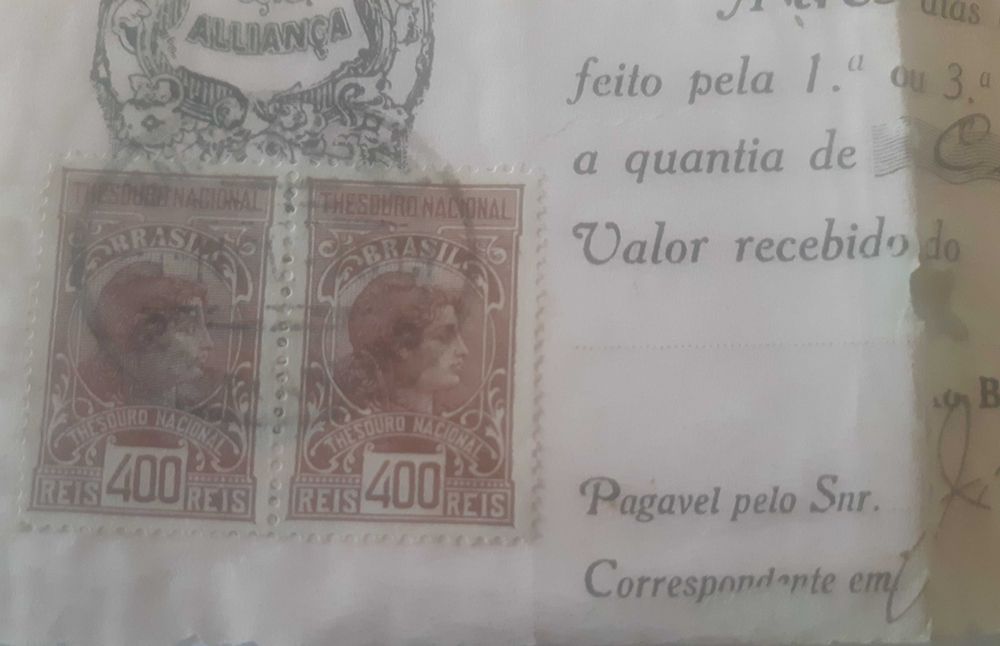 ALLIANÇA
THESOURO NACIONAL
BRASIL
THESOURO NACIONAL
400
REIS REIS
THESOURO NACIONAL
BRASIL
THESOURO NACIONAL
400
REIS REIS
dias
feito pela 1.ª ou 3.ª
a quantia de
Valor recebido do
B
Pagavel pelo Snr.
Correspondente em